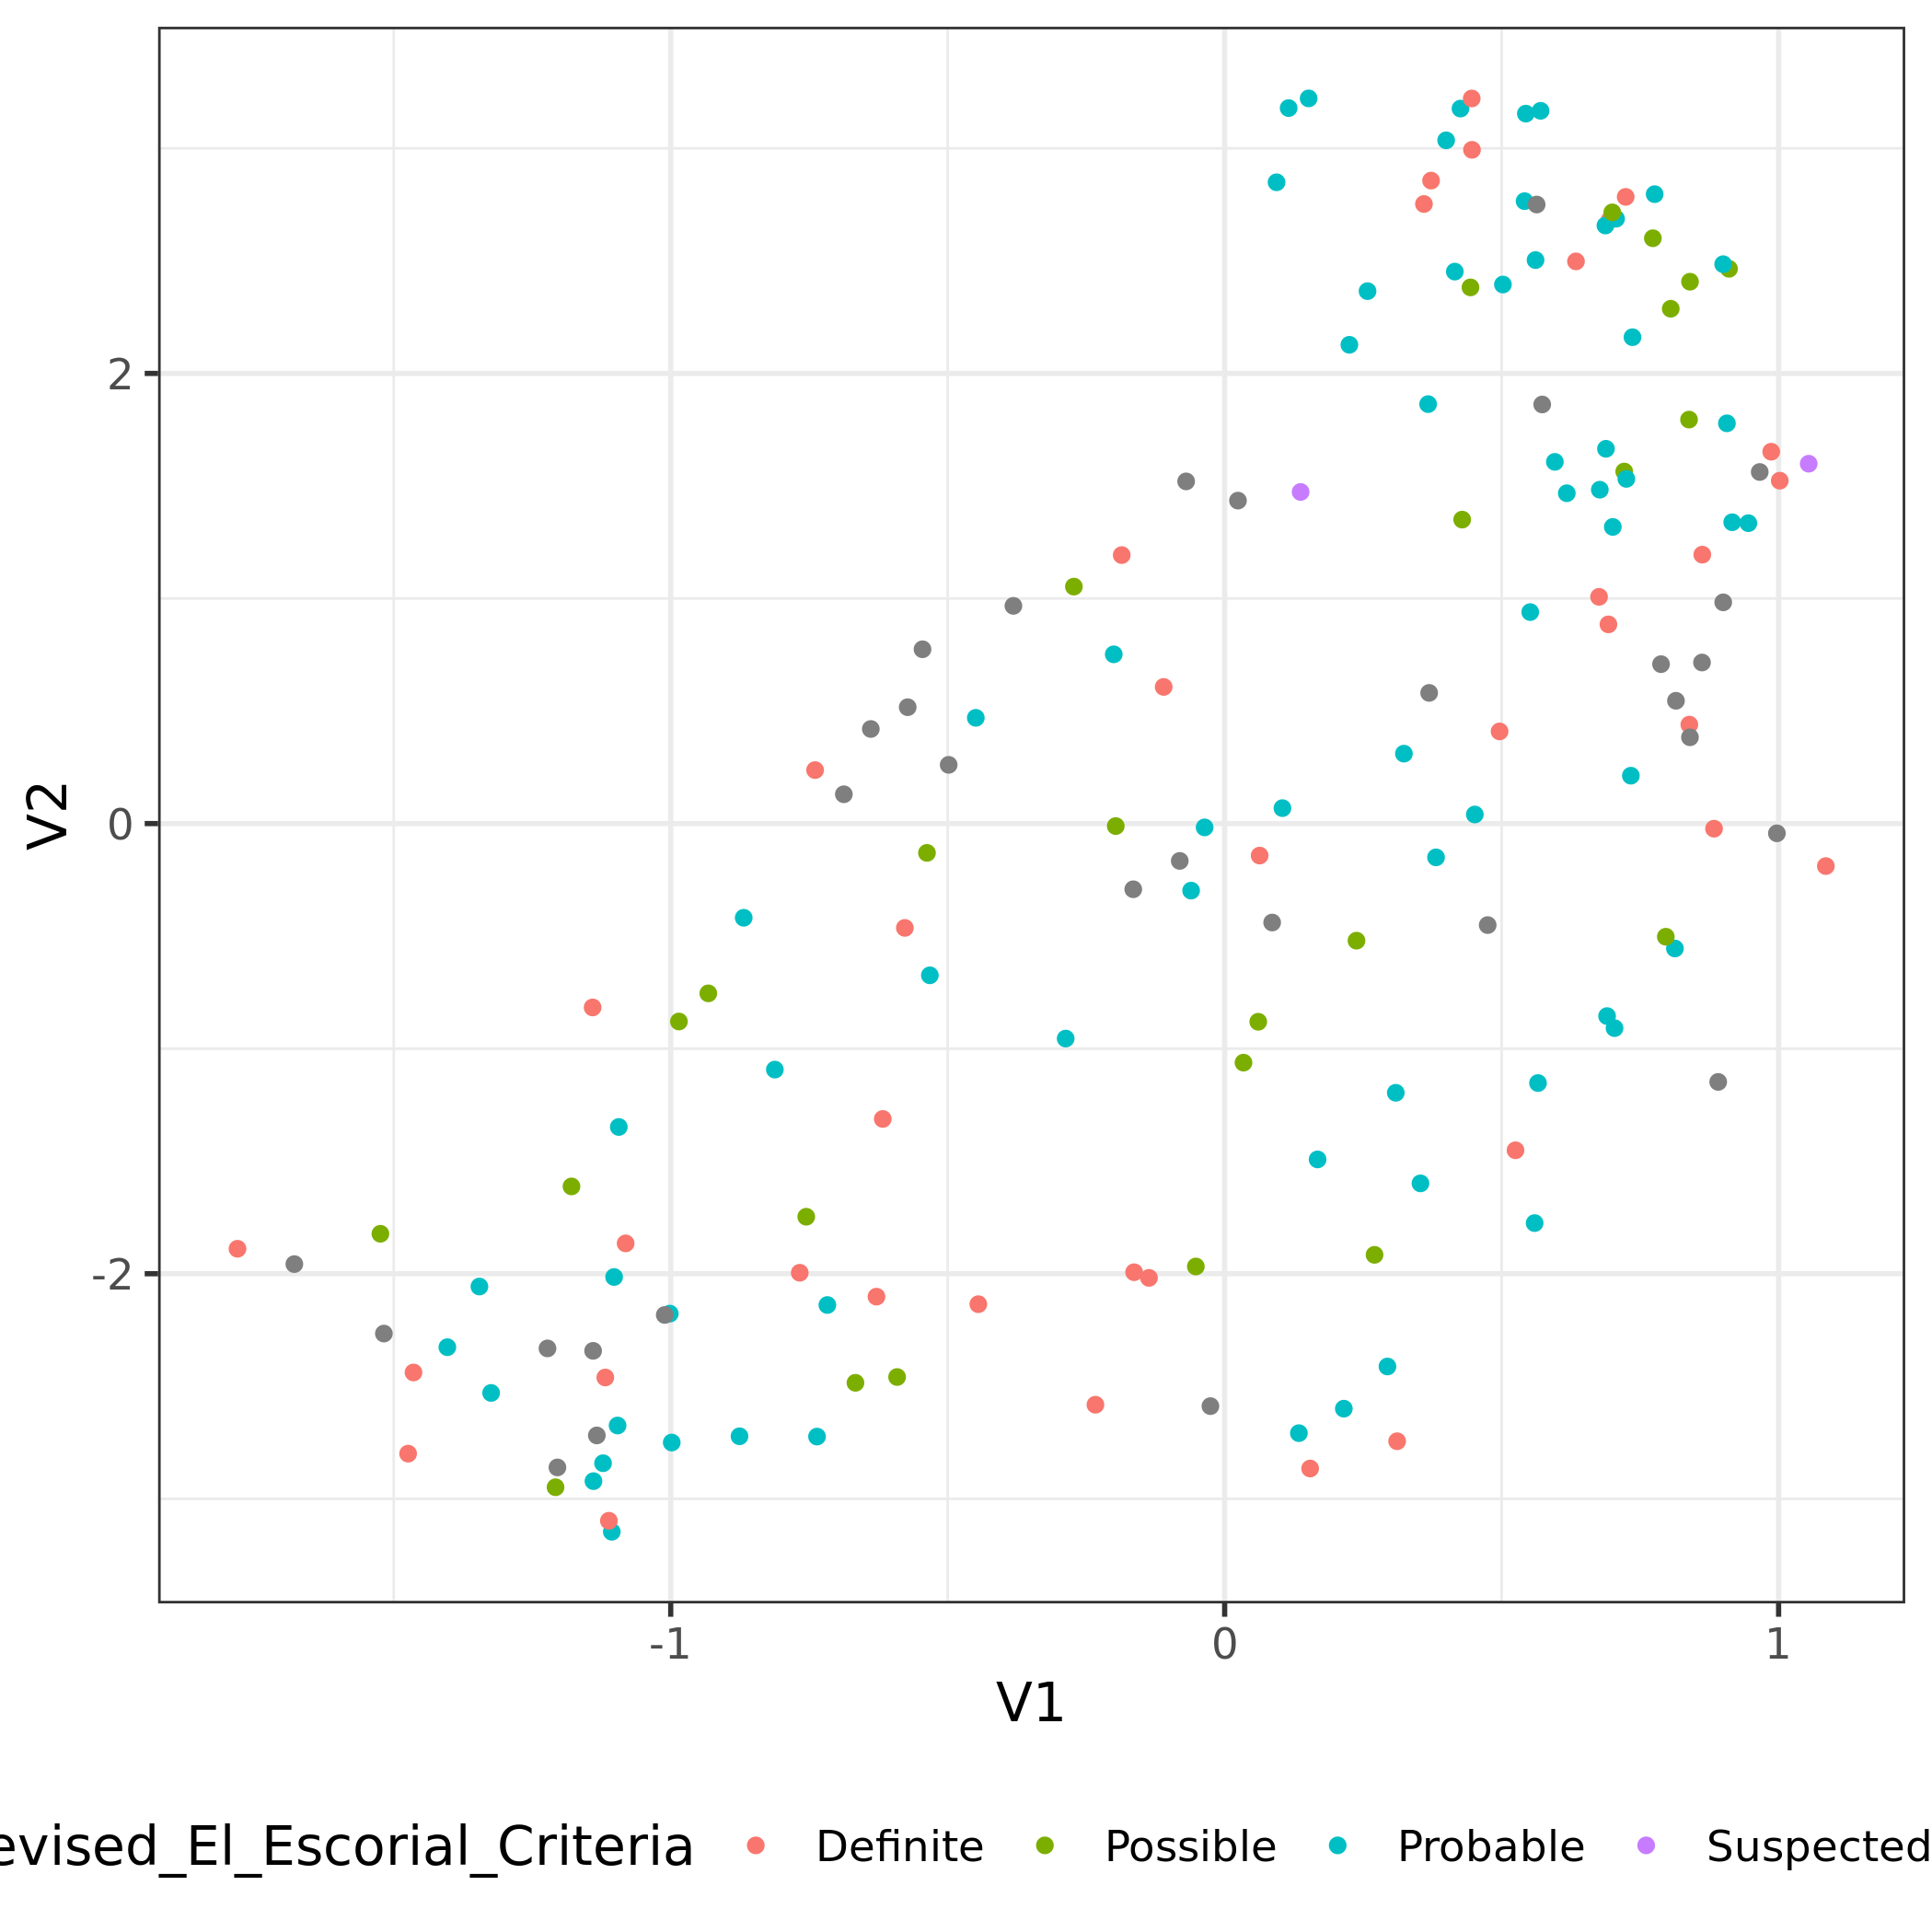 V2
2
0
-2
-1 0 1
V1
evised_El_Escorial_Criteria Definite Possible Probable Suspected